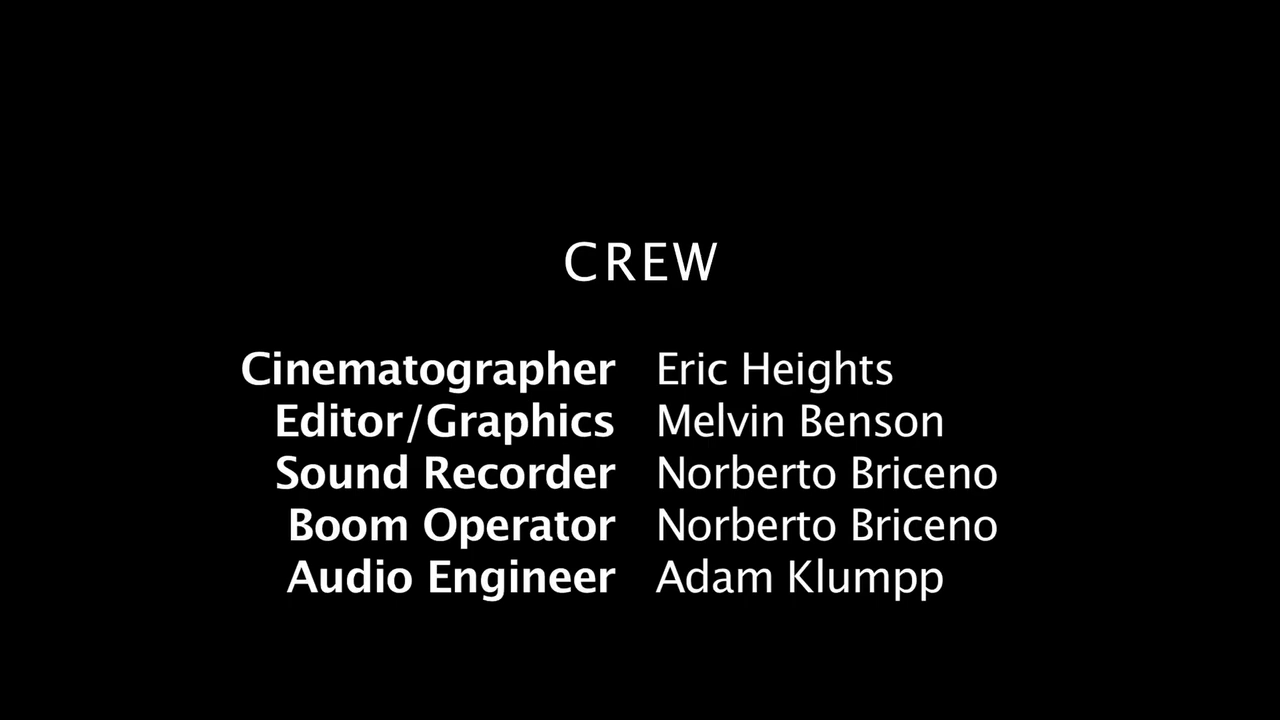 CREW
Cinematographer Eric Heights
Editor/Graphics Melvin Benson
Sound Recorder Norberto Briceno
Boom Operator Norberto Briceno
Audio Engineer Adam Klumpp